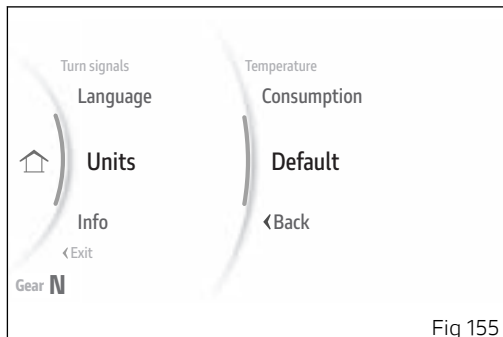 Turn signals
Language
Units
Info
‹Exit
Gear N
Temperature
Consumption
Default
‹Back
Fig 155